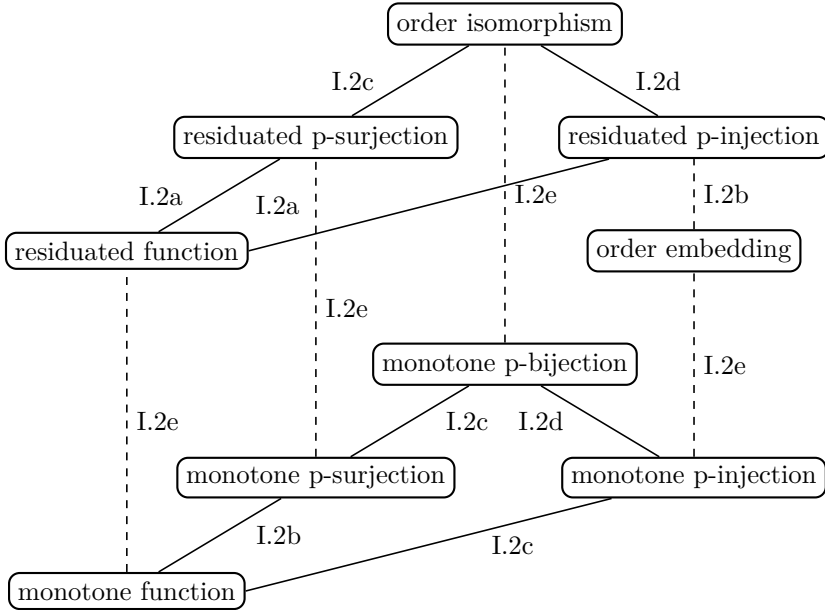 order isomorphism
I.2c
I.2d
residuated p-surjection
residuated p-injection
I.2a
I.2a
I.2e
I.2b
residuated function
order embedding
I.2e
monotone p-bijection
I.2e
I.2e
I.2c
I.2d
monotone p-surjection
monotone p-injection
I.2b
I.2c
monotone function